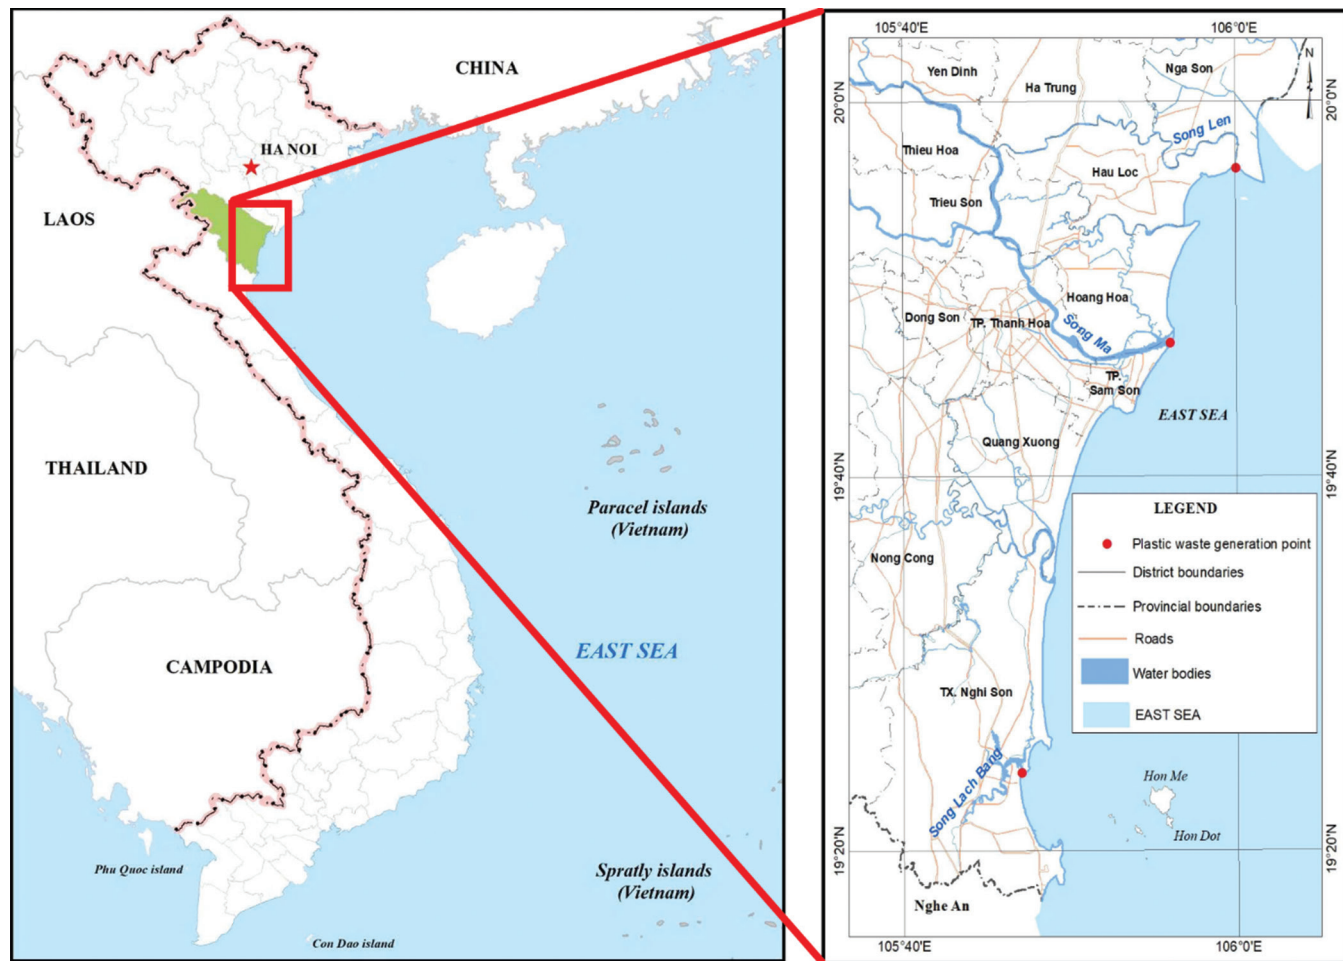 CHINA
HA NOI
LAOS
THAILAND
Paracel islands
(Vietnam)
EAST SEA
CAMPODIA
Phu Quoc island
Spratly islands
(Vietnam)
Con Dao island
105°40'E
106°0'E
N
Yen Dinh
Ha Trung
Nga Son
20°0'N
20°0'N
Song Len
Thieu Hoa
Hau Loc
Trieu Son
Hoang Hoa
Dong Son
TP. Thanh Hoa
Song Ma
TP.
Sam Son
EAST SEA
Quang Xuong
19°40'N
19°40'N
LEGEND
Plastic waste generation point
District boundaries
Provincial boundaries
Roads
Water bodies
EAST SEA
Nong Cong
TX. Nghi Son
Song Lach Bang
Hon Me
Hon Dot
19°20'N
19°20'N
Nghe An
105°40'E
106°0'E